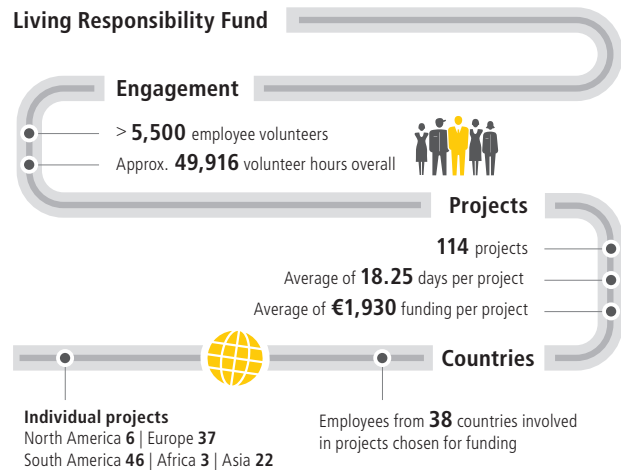 Living Responsibility Fund
Engagement
> 5,500 employee volunteers
Approx. 49,916 volunteer hours overall
Projects
114 projects
Average of 18.25 days per project
Average of €1,930 funding per project
Countries
Individual projects
North America 6 | Europe 37
South America 46 | Africa 3 | Asia 22
Employees from 38 countries involved
in projects chosen for funding